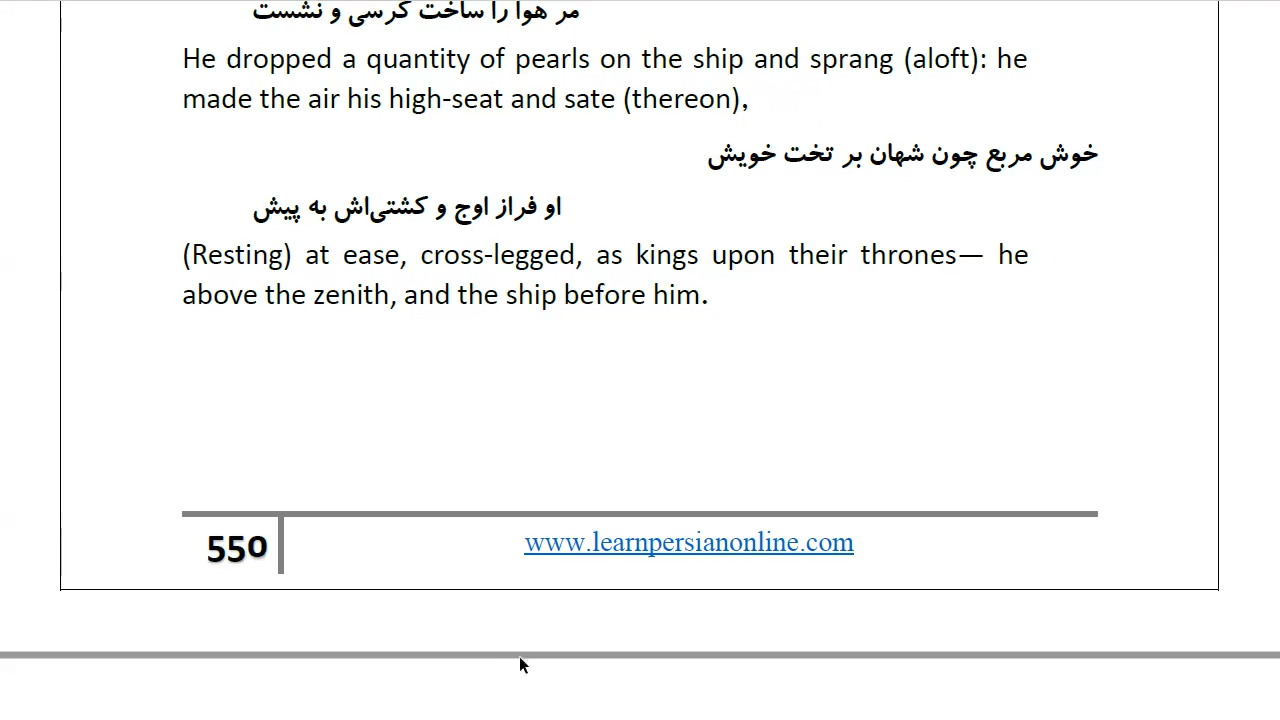 مر هوا را ساخت کرسی و نشست
He dropped a quantity of pearls on the ship and sprang (aloft): he
made the air his high-seat and sate (thereon),
خوش مربع چون شهان بر تخت خویش
او فراز اوج و کشتی‌اش به پیش
(Resting) at ease, cross-legged, as kings upon their thrones— he
above the zenith, and the ship before him.
550
www.learnpersianonline.com